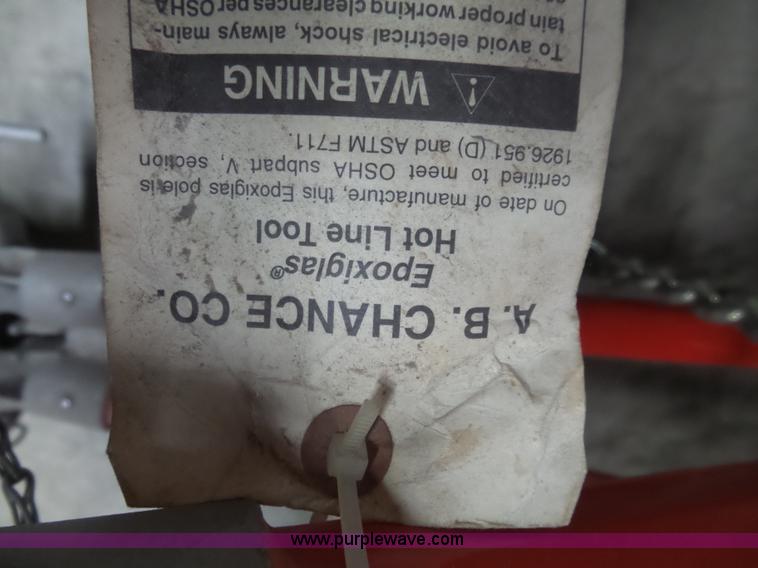 A. B. CHANCE CO.
Epoxiglas®
Hot Line Tool
On date of manufacture, this Epoxiglas pole is
certified to meet OSHA subpart V, section
1926.951 (D) and ASTM F711.
WARNING
To avoid electrical shock, always main-
tain proper working clearances per OSHA
www.purplewave.com